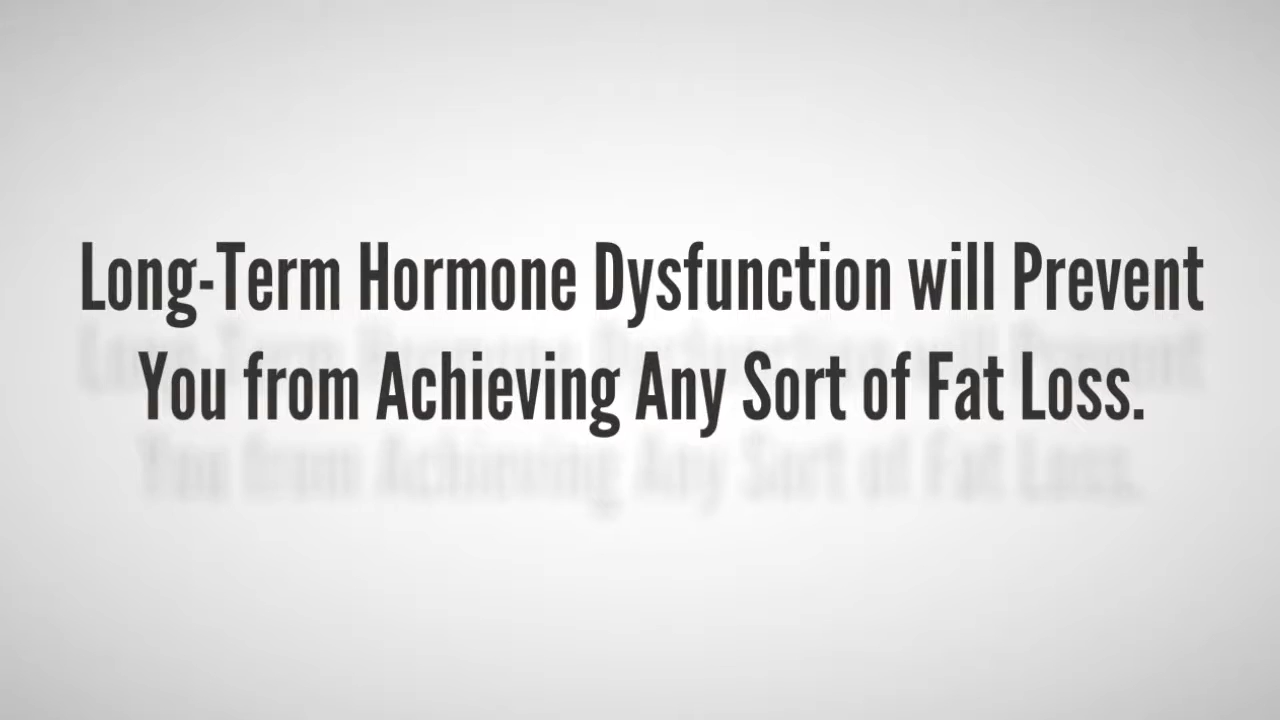 Long-Term Hormone Dysfunction will Prevent
You from Achieving Any Sort of Fat Loss.